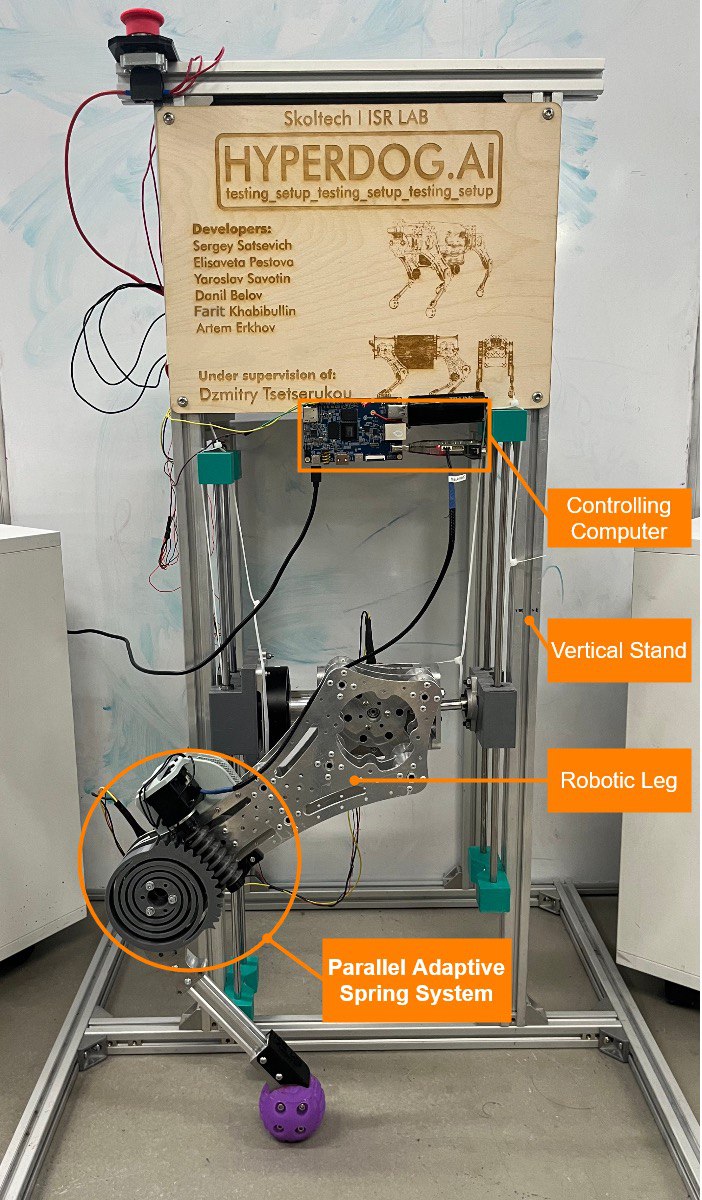 Skoltech | ISR LAB
HYPERDOG.AI
testing_setup_testing_setup_testing_setup
Developers:
Sergey Satsevich
Elisaveta Pestova
Yaroslav Savotin
Danil Belov
Farit Khabibullin
Artem Erkhov
Under supervision of:
Dzmitry Tsetserukou
Controlling
Computer
Vertical Stand
Robotic Leg
Parallel Adaptive
Spring System